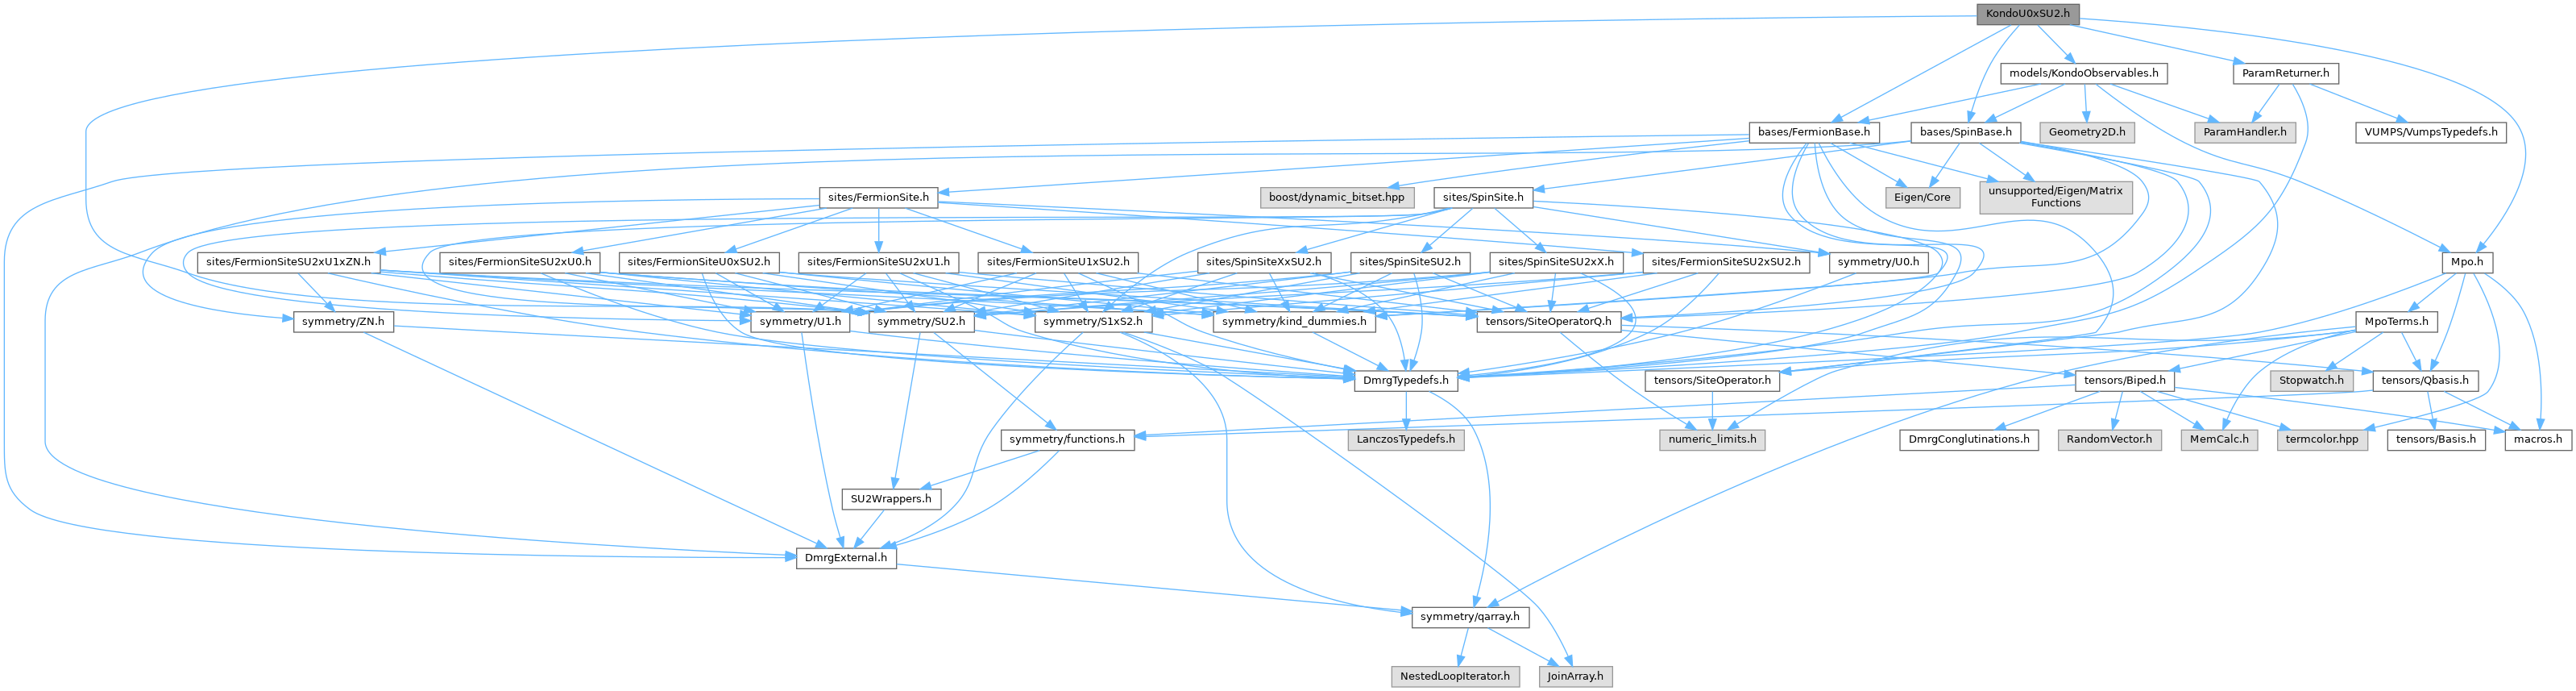 KondoU0xSU2.h
models/KondoObservables.h
ParamReturner.h
bases/FermionBase.h
bases/SpinBase.h
Geometry2D.h
ParamHandler.h
VUMPS/VumpsTypedefs.h
sites/FermionSite.h
boost/dynamic_bitset.hpp
sites/SpinSite.h
Eigen/Core
unsupported/Eigen/Matrix
Functions
sites/FermionSiteSU2xU1xZN.h
sites/FermionSiteSU2xU0.h
sites/FermionSiteU0xSU2.h
sites/FermionSiteSU2xU1.h
sites/FermionSiteU1xSU2.h
sites/SpinSiteXxSU2.h
sites/SpinSiteSU2.h
sites/SpinSiteSU2xX.h
sites/FermionSiteSU2xSU2.h
symmetry/U0.h
Mpo.h
symmetry/ZN.h
symmetry/U1.h
symmetry/SU2.h
symmetry/S1xS2.h
symmetry/kind_dummies.h
tensors/SiteOperatorQ.h
MpoTerms.h
DmrgTypedefs.h
tensors/SiteOperator.h
tensors/Biped.h
Stopwatch.h
tensors/Qbasis.h
symmetry/functions.h
LanczosTypedefs.h
numeric_limits.h
DmrgConglutinations.h
RandomVector.h
MemCalc.h
termcolor.hpp
tensors/Basis.h
macros.h
SU2Wrappers.h
DmrgExternal.h
symmetry/qarray.h
NestedLoopIterator.h
JoinArray.h